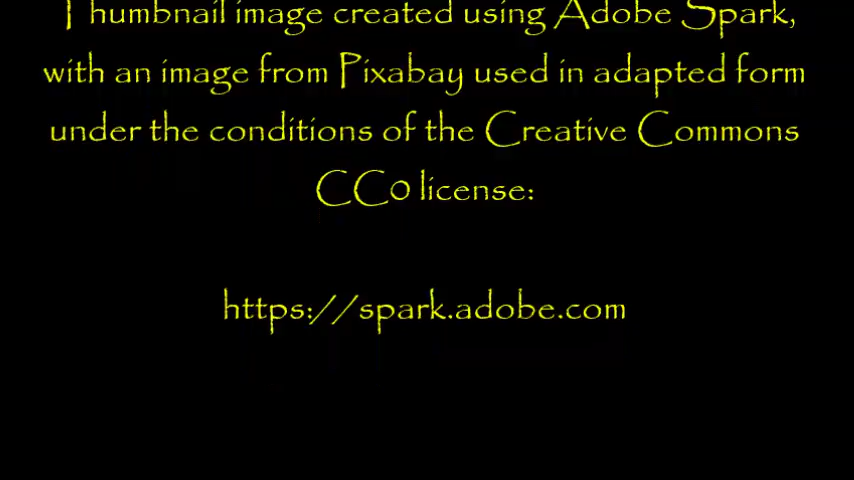 Thumbnail image created using Adobe Spark,
with an image from Pixabay used in adapted form
under the conditions of the Creative Commons
CC0 license:
https://spark.adobe.com